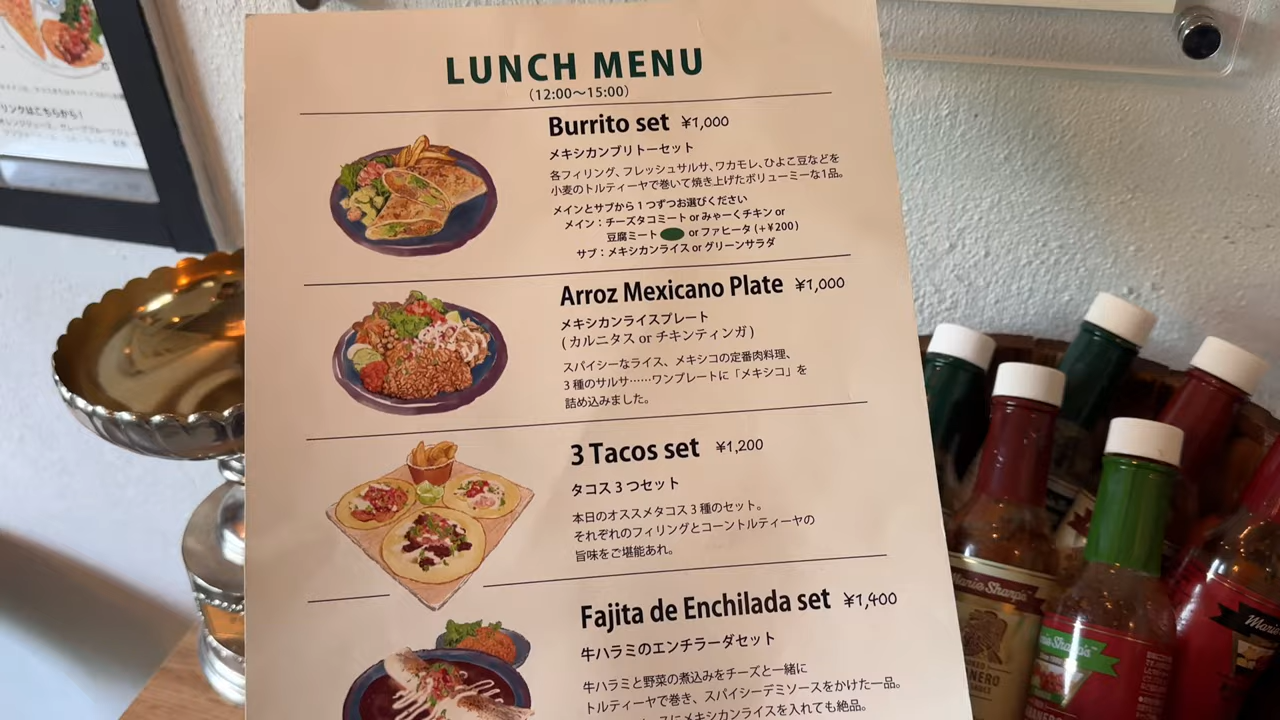 LUNCH MENU
(12:00～15:00)
Burrito set ¥1,000
メキシカンブリトーセット
各フィリング、フレッシュサルサ、ワカモレ、ひよこ豆などを
小麦のトルティーヤで巻いて焼き上げたボリューミーな1品。
メインとサブから1つずつお選びください
メイン：チーズタコミート or みゃーくチキン or
豆腐ミート or ファヒータ (+¥200)
サブ：メキシカンライス or グリーンサラダ
Arroz Mexicano Plate ¥1,000
メキシカンライスプレート
(カルニタス or チキンティンガ)
スパイシーなライス、メキシコの定番肉料理、
3種のサルサ……ワンプレートに「メキシコ」を
詰め込みました。
3 Tacos set ¥1,200
タコス3つセット
本日のオススメタコス3種のセット。
それぞれのフィリングとコーントルティーヤの
旨味をご堪能あれ。
Fajita de Enchilada set ¥1,400
牛ハラミのエンチラーダセット
牛ハラミと野菜の煮込みをチーズと一緒に
トルティーヤで巻き、スパイシーデミソースをかけた一品。
スにメキシカンライスを入れても絶品。
リンクはこちらから！
Manie Sharp's